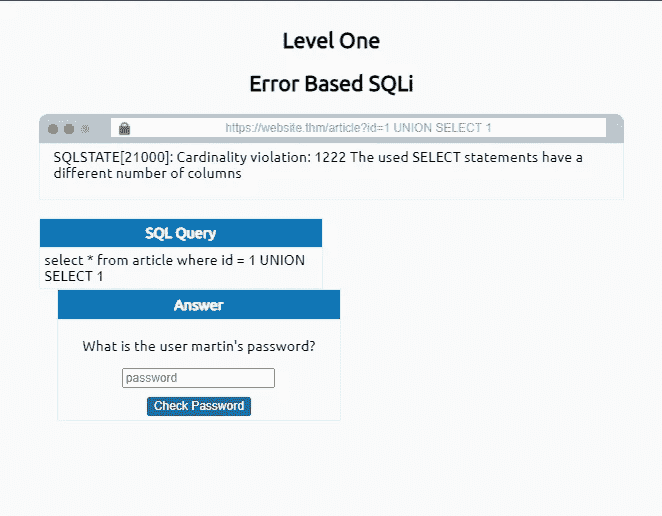 Level One
Error Based SQLi
https://website.thm/article?id=1 UNION SELECT 1
SQLSTATE[21000]: Cardinality violation: 1222 The used SELECT statements have a
different number of columns
SQL Query
select * from article where id = 1 UNION
SELECT 1
Answer
What is the user martin's password?
password
Check Password